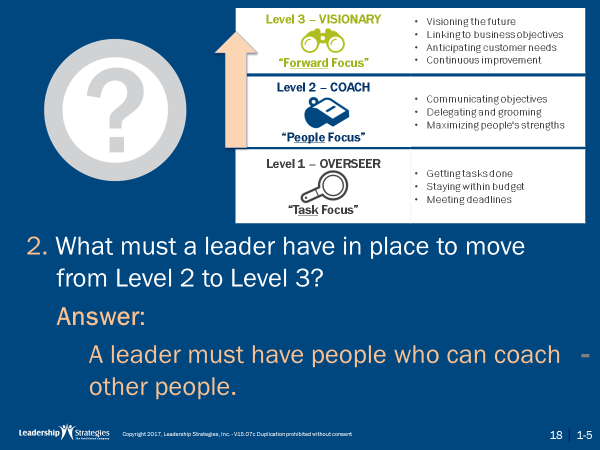 Level 3 – VISIONARY
"Forward Focus"
• Visioning the future
• Linking to business objectives
• Anticipating customer needs
• Continuous improvement
Level 2 – COACH
"People Focus"
• Communicating objectives
• Delegating and grooming
• Maximizing people's strengths
Level 1 – OVERSEER
"Task Focus"
• Getting tasks done
• Staying within budget
• Meeting deadlines
?
2. What must a leader have in place to move
from Level 2 to Level 3?
Answer:
A leader must have people who can coach -
other people.
Leadership Strategies
The Facilitation Company
Copyright 2017, Leadership Strategies, Inc. - V15.07c Duplication prohibited without consent
18 | 1-5